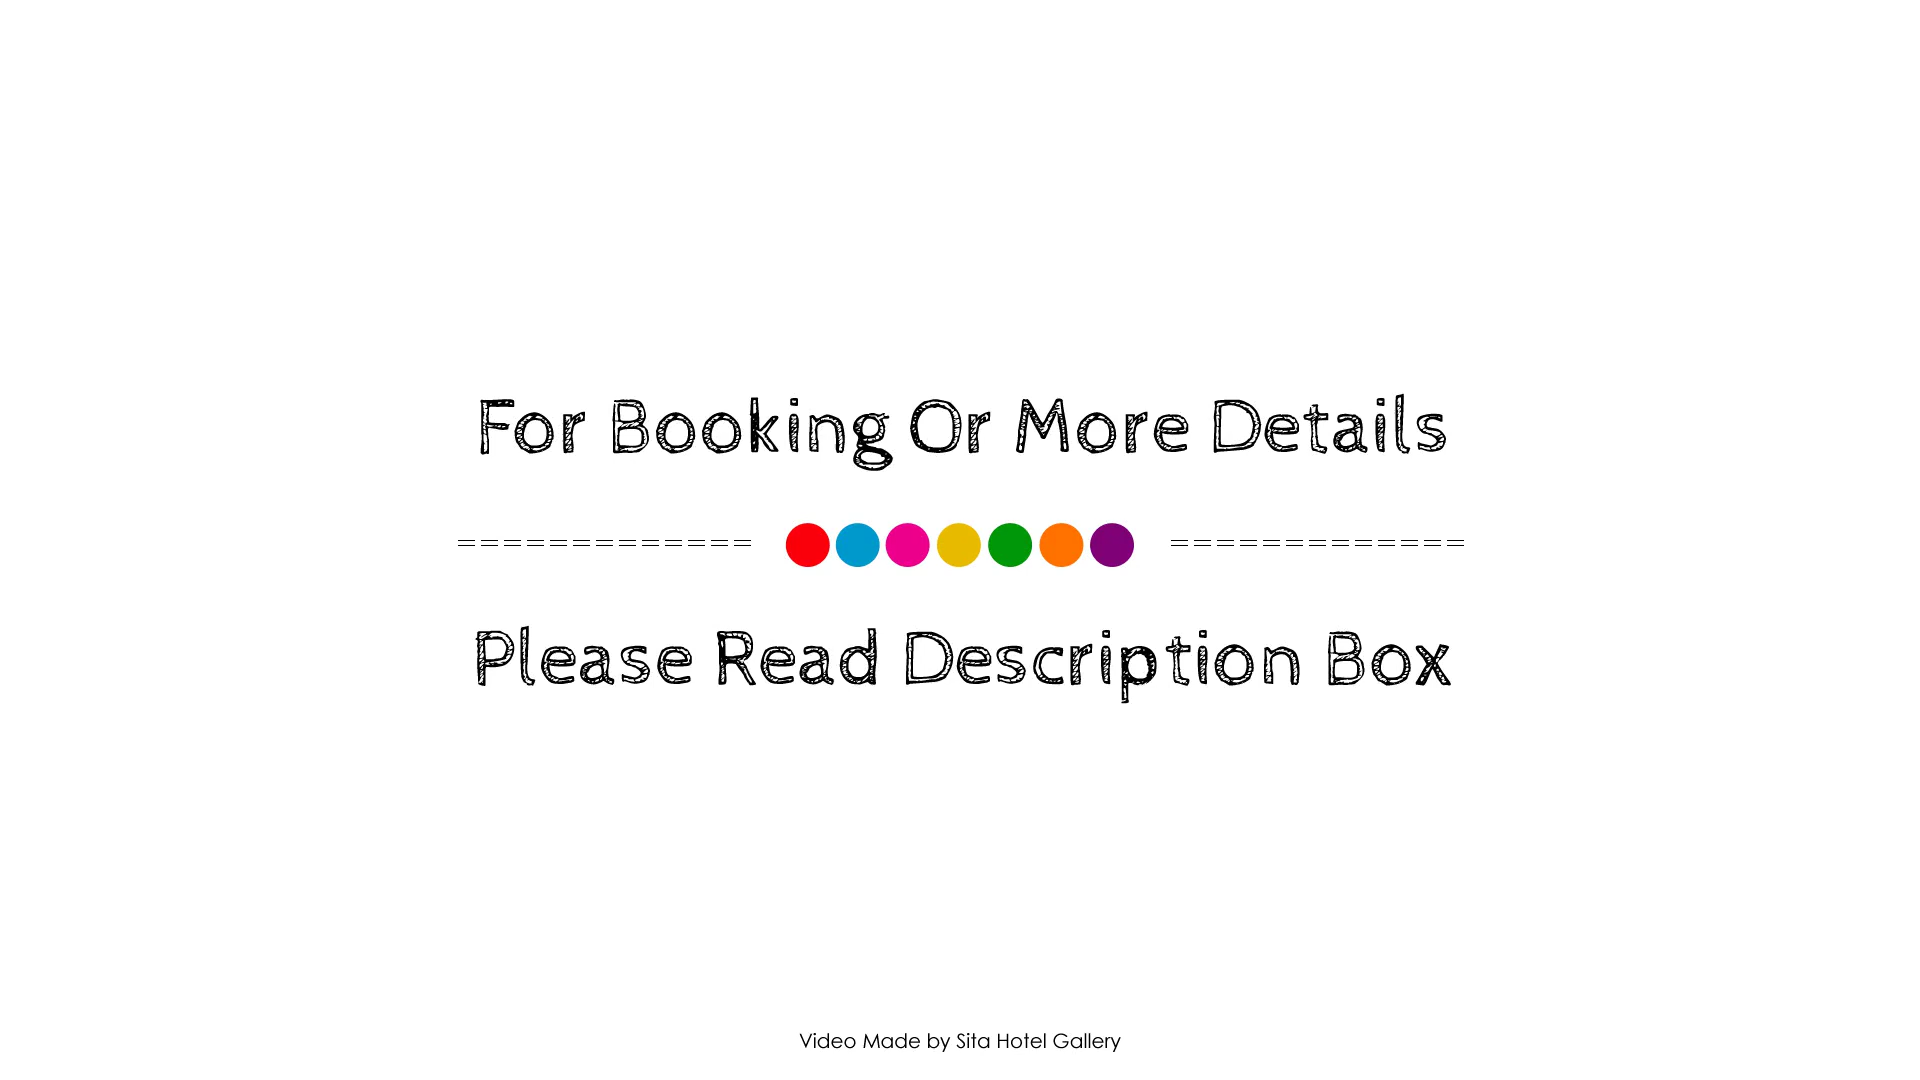 For Booking Or More Details
============= =============
Please Read Description Box
Video Made by Sita Hotel Gallery